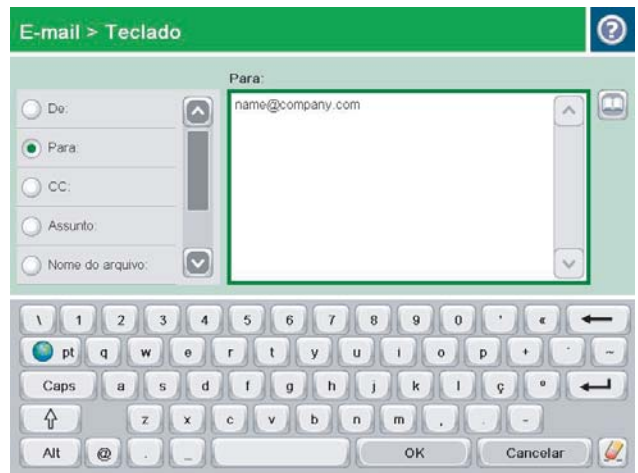 E-mail > Teclado
?
Para:
De:
name@company.com
Para:
CC:
Assunto:
Nome do arquivo:
\ 1 2 3 4 5 6 7 8 9 0 ' «
pt q w e r t y u i o p + ´ ~
Caps a s d f g h j k l ç º
z x c v b n m , . -
Alt @ . _ OK Cancelar